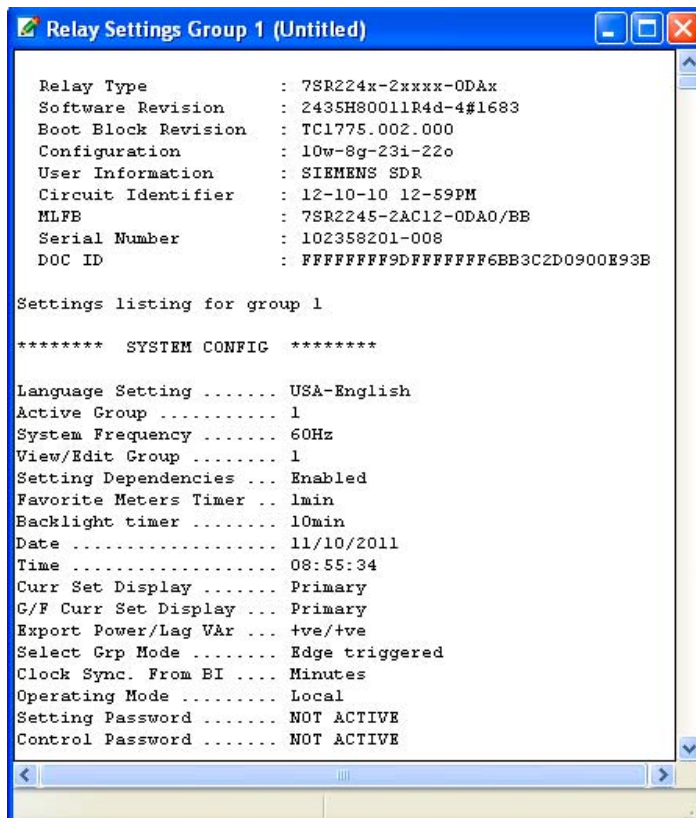 Relay Settings Group 1 (Untitled)
Relay Type : 7SR224x-2xxxx-0DAx
Software Revision : 2435H80011R4d-4#1683
Boot Block Revision : TC1775.002.000
Configuration : 10w-8g-23i-22o
User Information : SIEMENS SDR
Circuit Identifier : 12-10-10 12-59PM
MLFB : 7SR2245-2AC12-0DA0/BB
Serial Number : 102358201-008
DOC ID : FFFFFFFF9DFFFFFFF6BB3C2D0900E93B
Settings listing for group 1
******** SYSTEM CONFIG ********
Language Setting ....... USA-English
Active Group ........... 1
System Frequency ....... 60Hz
View/Edit Group ........ 1
Setting Dependencies ... Enabled
Favorite Meters Timer .. 1min
Backlight timer ........ 10min
Date ................... 11/10/2011
Time ................... 08:55:34
Curr Set Display ....... Primary
G/F Curr Set Display ... Primary
Export Power/Lag VAr ... +ve/+ve
Select Grp Mode ........ Edge triggered
Clock Sync. From BI .... Minutes
Operating Mode ......... Local
Setting Password ....... NOT ACTIVE
Control Password ....... NOT ACTIVE